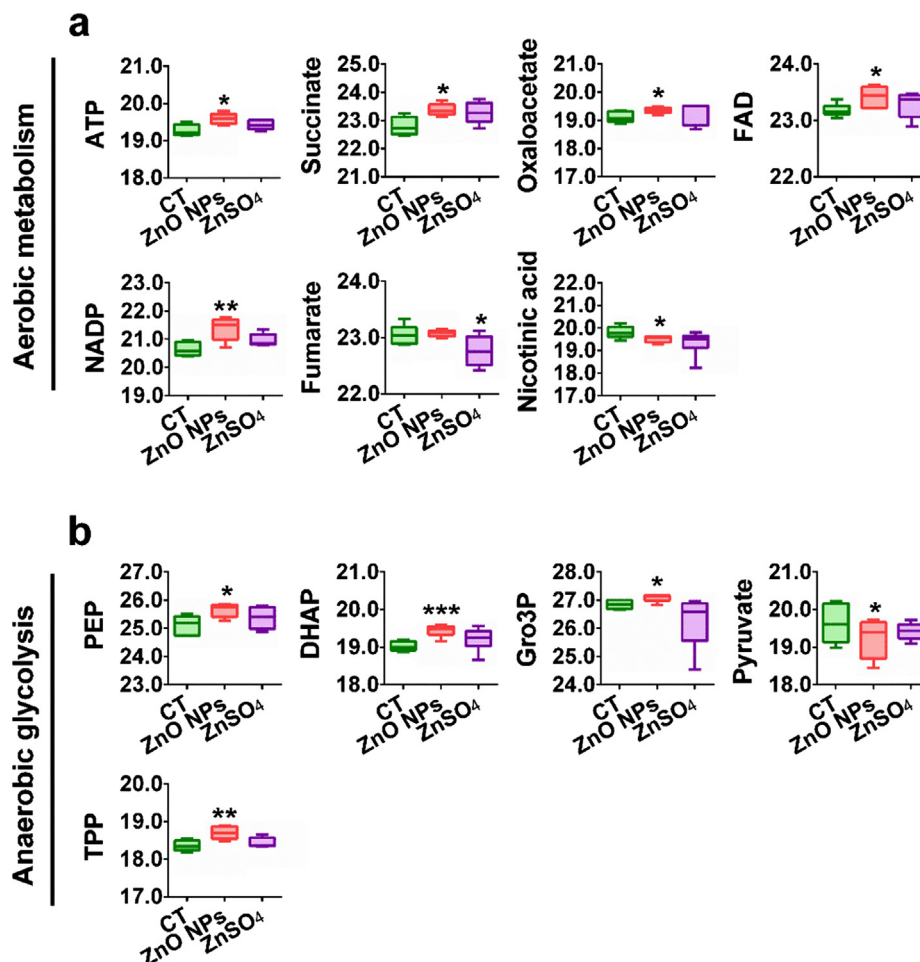 a
Aerobic metabolism
ATP
20.0
19.0
18.0
21.0
*
CT
ZnO NPs
ZnSO₄
Succinate
25.0
24.0
23.0
22.0
21.0
*
CT
ZnO NPs
ZnSO₄
Oxaloacetate
21.0
20.0
19.0
18.0
17.0
*
CT
ZnO NPs
ZnSO₄
FAD
24.0
23.0
22.0
*
CT
ZnO NPs
ZnSO₄
NADP
23.0
22.0
21.0
20.0
19.0
**
CT
ZnO NPs
ZnSO₄
Fumarate
24.0
23.0
22.0
*
CT
ZnO NPs
ZnSO₄
Nicotinic acid
22.0
21.0
20.0
19.0
18.0
17.0
*
CT
ZnO NPs
ZnSO₄
b
Anaerobic glycolysis
PEP
27.0
26.0
25.0
24.0
23.0
*
CT
ZnO NPs
ZnSO₄
DHAP
21.0
20.0
19.0
18.0
***
CT
ZnO NPs
ZnSO₄
Gro3P
28.0
27.0
26.0
25.0
24.0
*
CT
ZnO NPs
ZnSO₄
Pyruvate
21.0
20.0
19.0
18.0
*
CT
ZnO NPs
ZnSO₄
TPP
20.0
19.0
18.0
17.0
**
CT
ZnO NPs
ZnSO₄